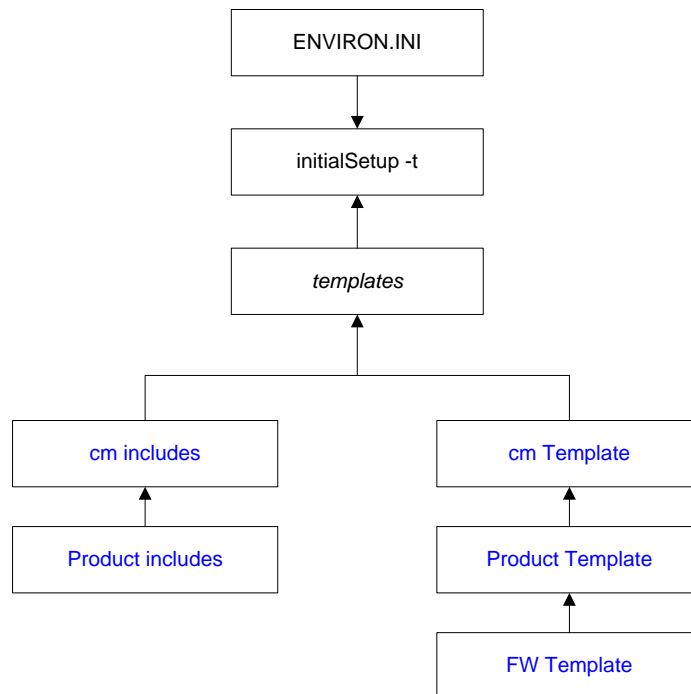 ENVIRON.INI
initialSetup -t
templates
cm includes
cm Template
Product includes
Product Template
FW Template